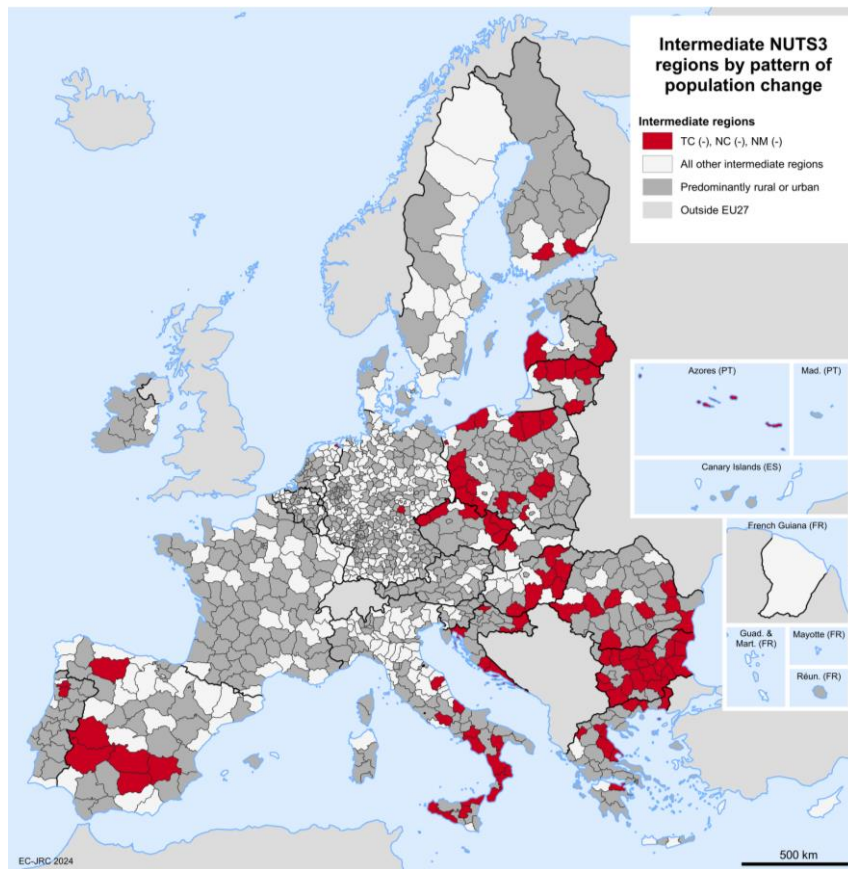 Intermediate NUTS3
regions by pattern of
population change
Intermediate regions
TC (-), NC (-), NM (-)
All other intermediate regions
Predominantly rural or urban
Outside EU27
Azores (PT)
Mad. (PT)
Canary Islands (ES)
French Guiana (FR)
Guad. &
Mart. (FR)
Mayotte (FR)
Réun. (FR)
EC-JRC 2024
500 km